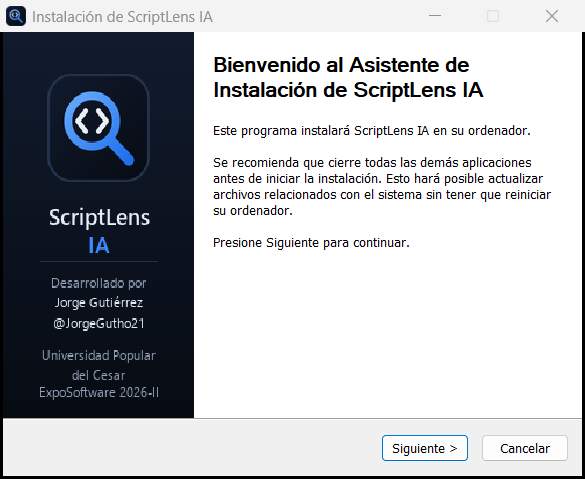 Instalación de ScriptLens IA
ScriptLens
IA
Desarrollado por
Jorge Gutiérrez
@JorgeGutho21
Universidad Popular
del Cesar
ExpoSoftware 2026-II
Bienvenido al Asistente de
Instalación de ScriptLens IA
Este programa instalará ScriptLens IA en su ordenador.
Se recomienda que cierre todas las demás aplicaciones
antes de iniciar la instalación. Esto hará posible actualizar
archivos relacionados con el sistema sin tener que reiniciar
su ordenador.
Presione Siguiente para continuar.
Siguiente >
Cancelar